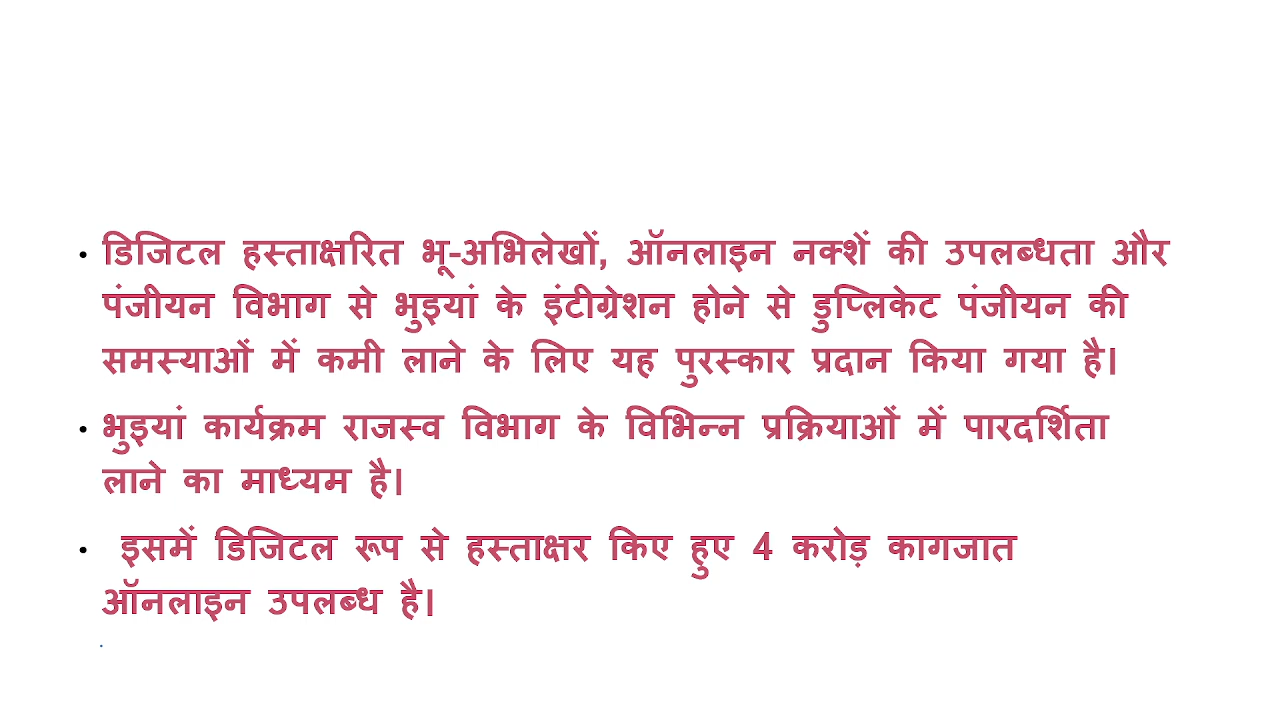 • डिजिटल हस्ताक्षरित भू-अभिलेखों, ऑनलाइन नक्शें की उपलब्धता और
पंजीयन विभाग से भुइयां के इंटीग्रेशन होने से डुप्लिकेट पंजीयन की
समस्याओं में कमी लाने के लिए यह पुरस्कार प्रदान किया गया है।
• भुइयां कार्यक्रम राजस्व विभाग के विभिन्न प्रक्रियाओं में पारदर्शिता
लाने का माध्यम है।
• इसमें डिजिटल रूप से हस्ताक्षर किए हुए 4 करोड़ कागजात
ऑनलाइन उपलब्ध है।
.